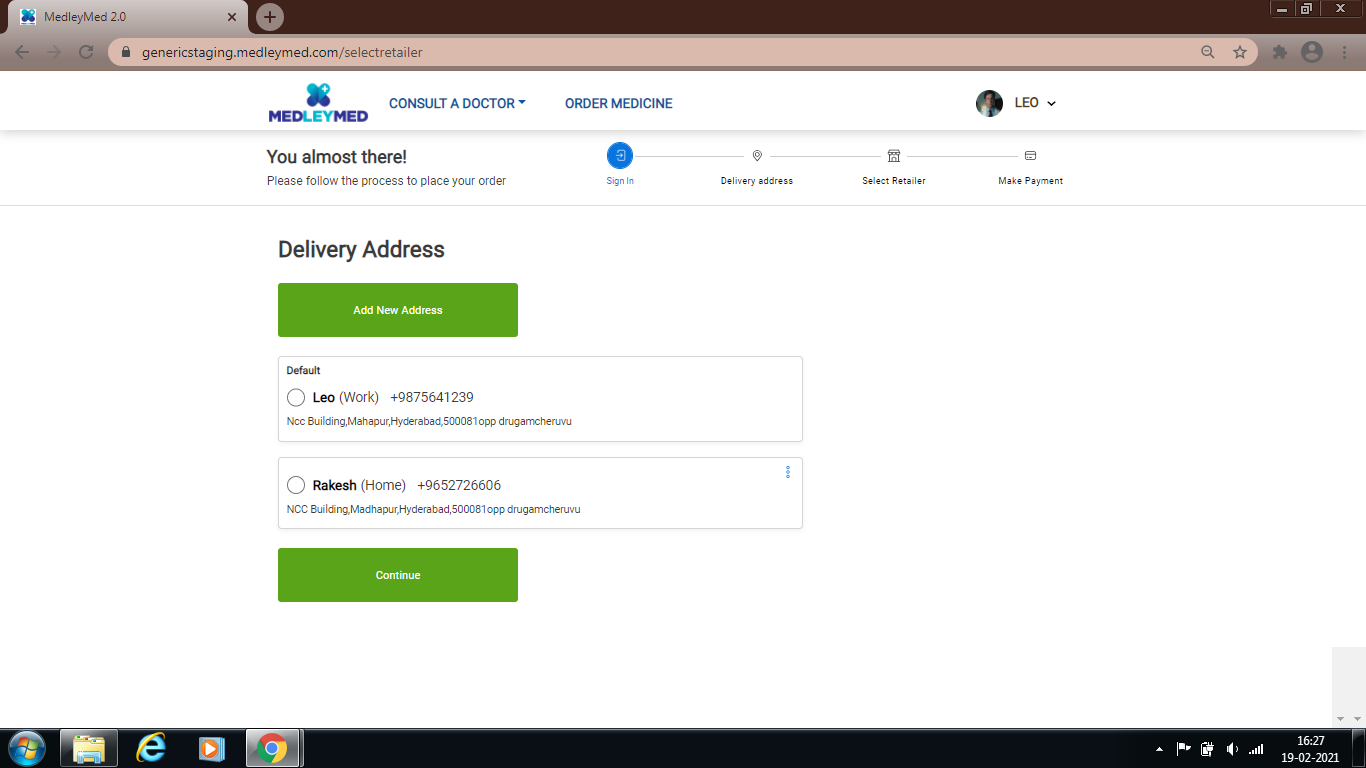 MedleyMed 2.0
genericstaging.medleymed.com/selectretailer
MEDLEYMED
CONSULT A DOCTOR
ORDER MEDICINE
LEO
You almost there!
Please follow the process to place your order
Sign In
Delivery address
Select Retailer
Make Payment
Delivery Address
Add New Address
Default
Leo (Work) +9875641239
Ncc Building,Mahapur,Hyderabad,500081opp drugamcheruvu
Rakesh (Home) +9652726606
NCC Building,Madhapur,Hyderabad,500081opp drugamcheruvu
Continue
16:27
19-02-2021